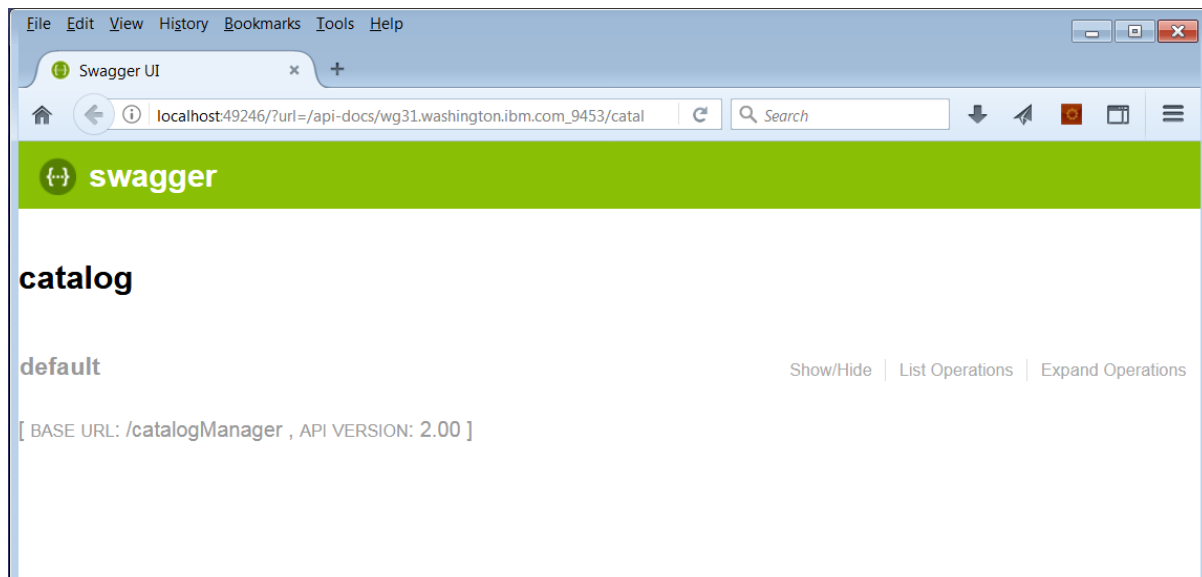 File Edit View History Bookmarks Tools Help
Swagger UI
localhost:49246/?url=/api-docs/wg31.washington.ibm.com_9453/catal Search
{···} swagger
catalog
default Show/Hide List Operations Expand Operations
[ BASE URL: /catalogManager , API VERSION: 2.00 ]